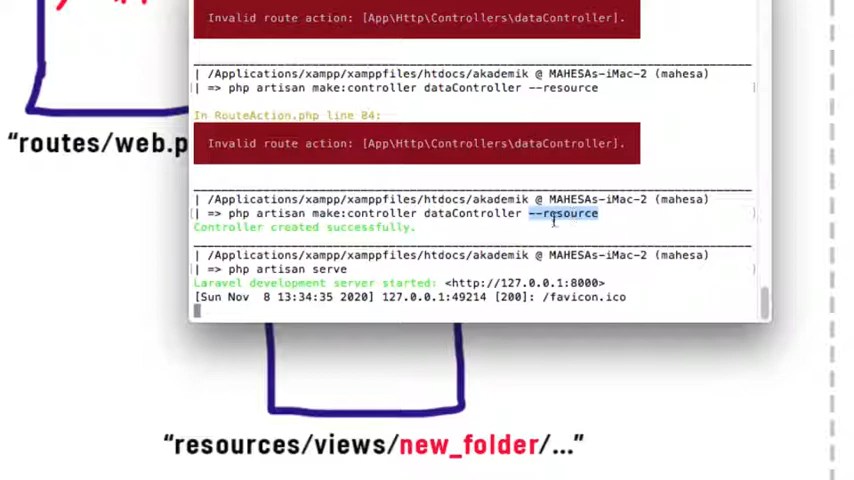 Invalid route action: [App\Http\Controllers\dataController].
| /Applications/xampp/xamppfiles/htdocs/akademik @ MAHESAs-iMac-2 (mahesa)
| => php artisan make:controller dataController --resource
In RouteAction.php line 84:
Invalid route action: [App\Http\Controllers\dataController].
“routes/web.p
| /Applications/xampp/xamppfiles/htdocs/akademik @ MAHESAs-iMac-2 (mahesa)
| => php artisan make:controller dataController --resource
Controller created successfully.
| /Applications/xampp/xamppfiles/htdocs/akademik @ MAHESAs-iMac-2 (mahesa)
| => php artisan serve
Laravel development server started: <http://127.0.0.1:8000>
[Sun Nov  8 13:34:35 2020] 127.0.0.1:49214 [200]: /favicon.ico
“resources/views/new_folder/...”